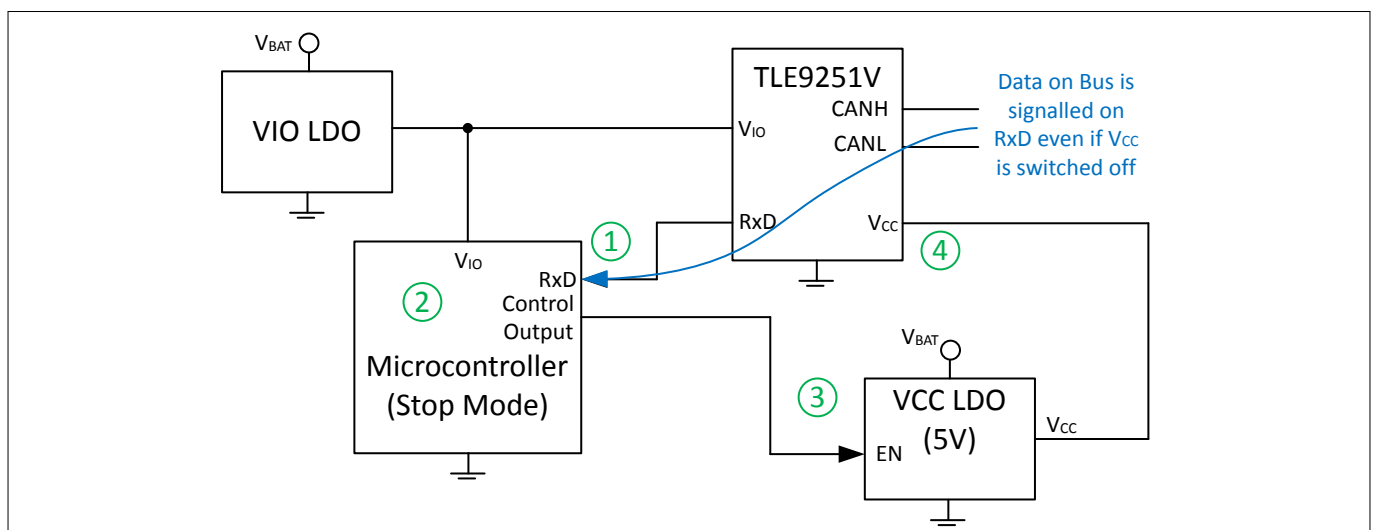 VBAT
VIO LDO
TLE9251V
CANH
CANL
VIO
RxD
VCC
Data on Bus is
signalled on
RxD even if VCC
is switched off
1
4
VIO
RxD
Control
Output
2
Microcontroller
(Stop Mode)
3
VBAT
VCC LDO
(5V)
EN
VCC